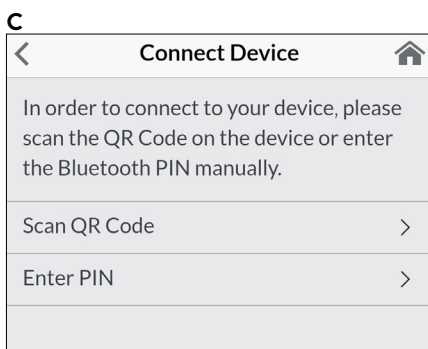 C
Connect Device
In order to connect to your device, please
scan the QR Code on the device or enter
the Bluetooth PIN manually.
Scan QR Code
Enter PIN